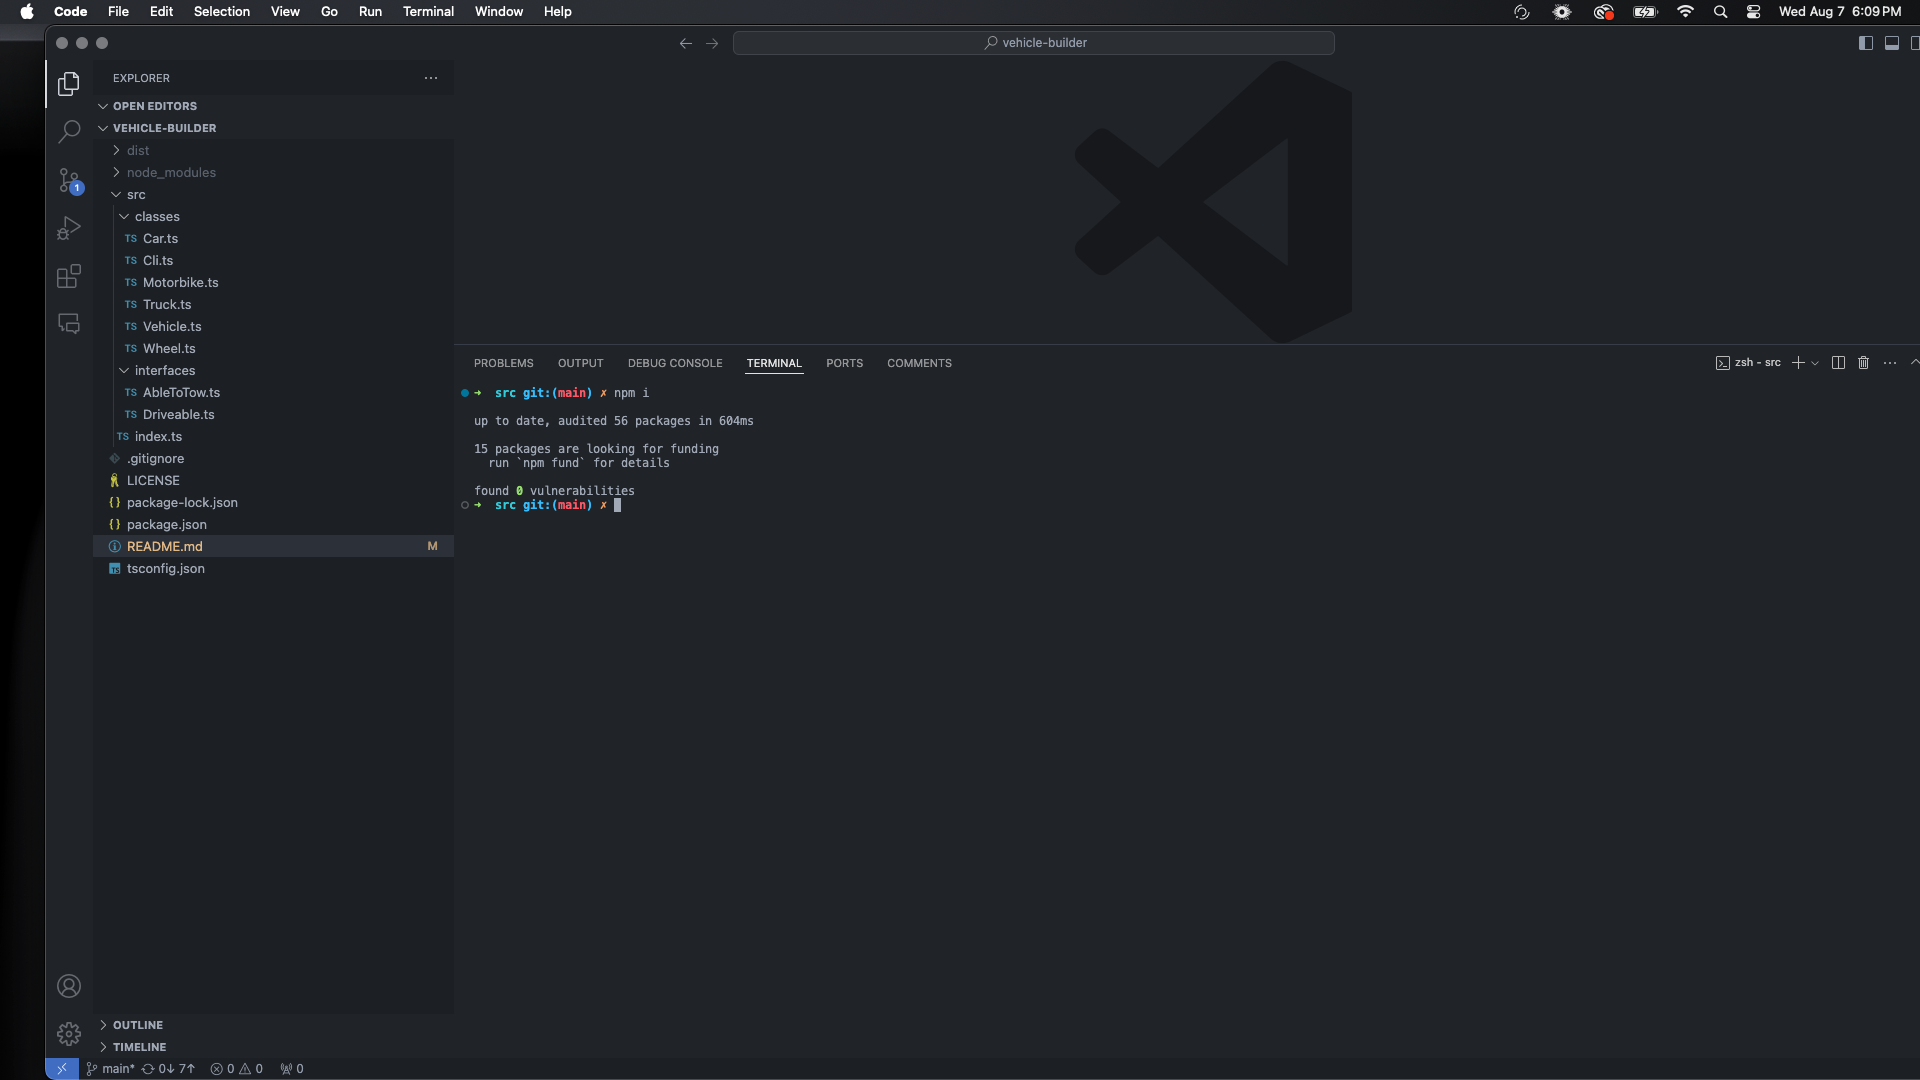 Code File Edit Selection View Go Run Terminal Window Help Wed Aug 7 6:09 PM
vehicle-builder
EXPLORER
OPEN EDITORS
VEHICLE-BUILDER
dist
node_modules
src
classes
TS Car.ts
TS Cli.ts
TS Motorbike.ts
TS Truck.ts
TS Vehicle.ts
TS Wheel.ts
interfaces
TS AbleToTow.ts
TS Driveable.ts
TS index.ts
.gitignore
LICENSE
{} package-lock.json
{} package.json
README.md M
TS tsconfig.json
1
OUTLINE
TIMELINE
PROBLEMS OUTPUT DEBUG CONSOLE TERMINAL PORTS COMMENTS zsh - src
➜ src git:(main) ✗ npm i
up to date, audited 56 packages in 604ms
15 packages are looking for funding
run `npm fund` for details
found 0 vulnerabilities
➜ src git:(main) ✗
main* 0↓ 7↑ 0 0 0